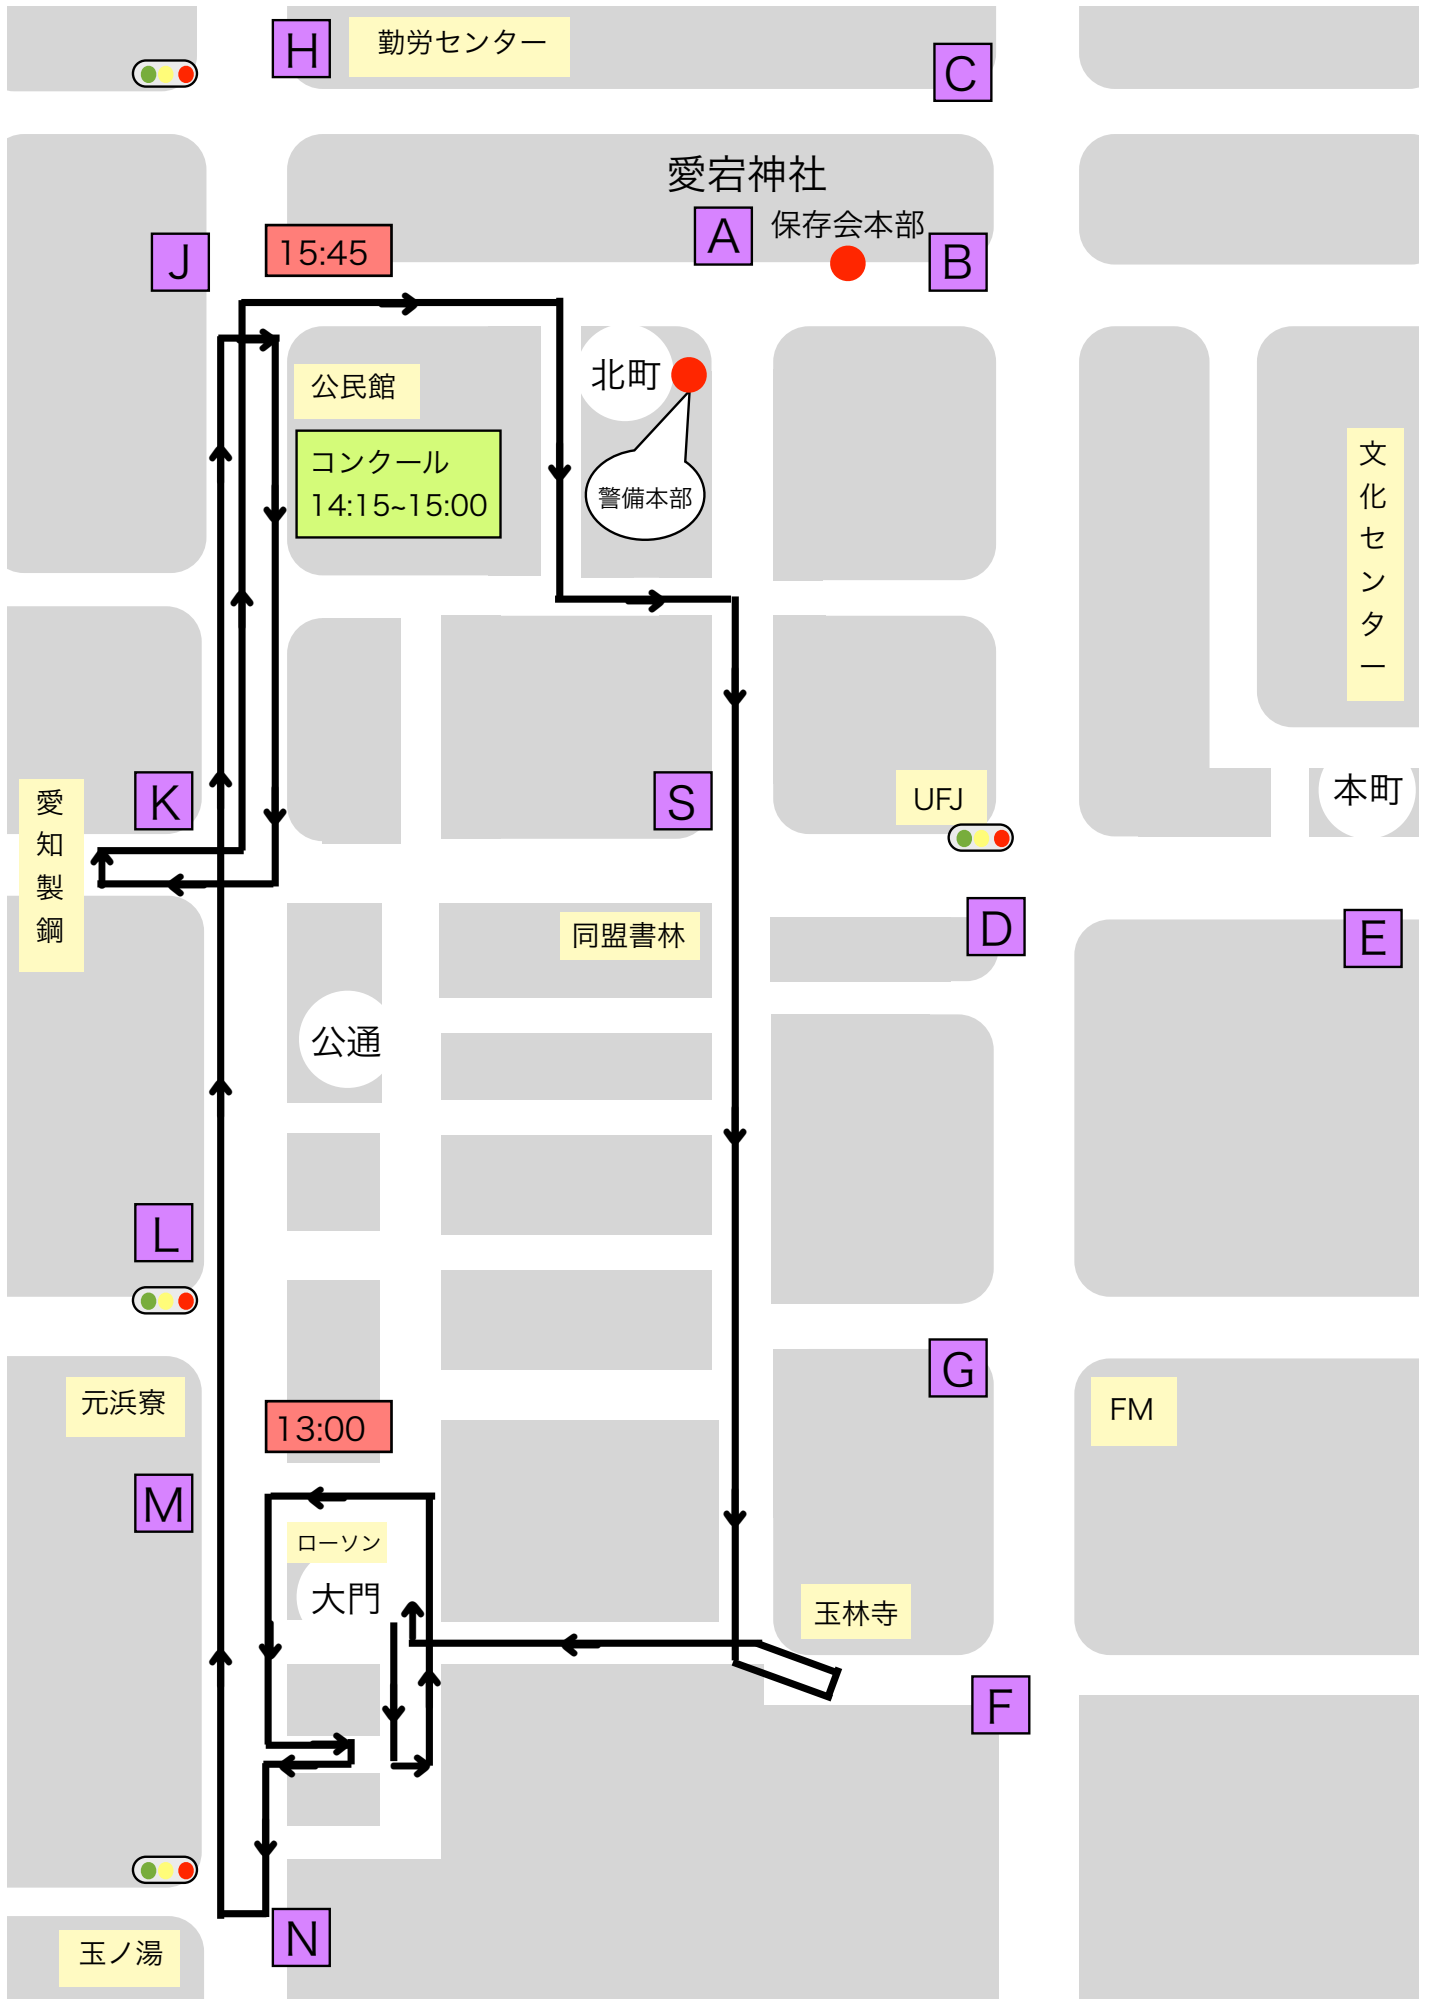 H
勤労センター
C
愛宕神社
A
保存会本部
J
15:45
B
北町
公民館
コンクール
14:15~15:00
警備本部
文化センター
K
S
UFJ
本町
愛知製鋼
D
E
同盟書林
公通
L
G
元浜寮
13:00
FM
M
ローソン
大門
玉林寺
F
N
玉ノ湯